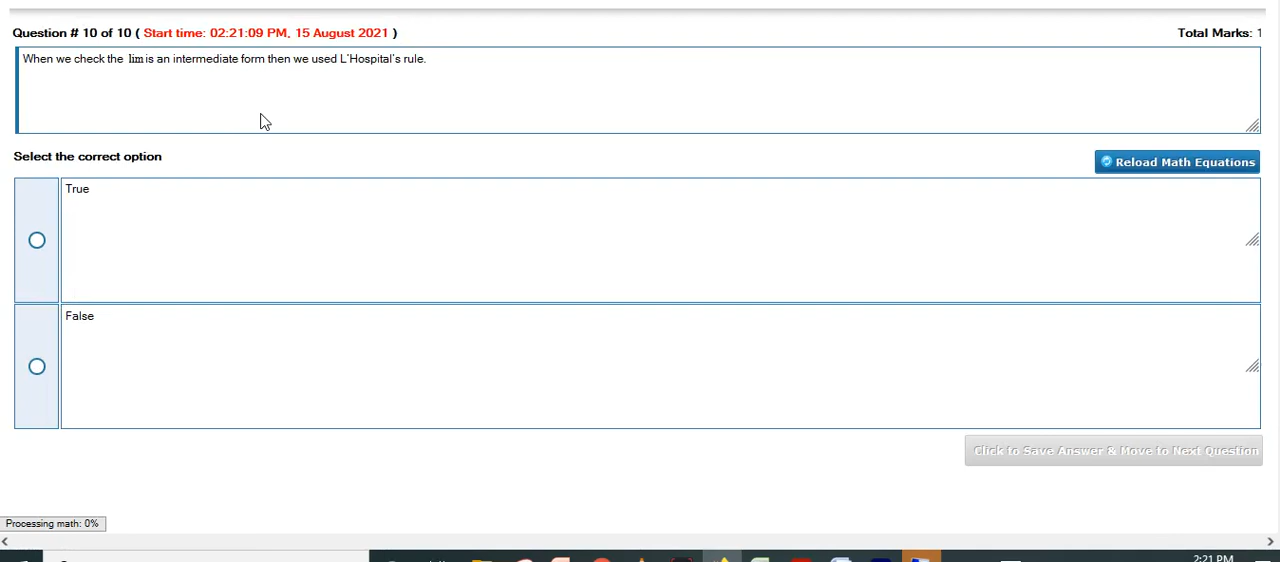 Question # 10 of 10 ( Start time: 02:21:09 PM, 15 August 2021 )
Total Marks: 1
When we check the lim is an intermediate form then we used L'Hospital's rule.
Select the correct option
Reload Math Equations
True
False
Click to Save Answer & Move to Next Question
Processing math: 0%
2:21 PM